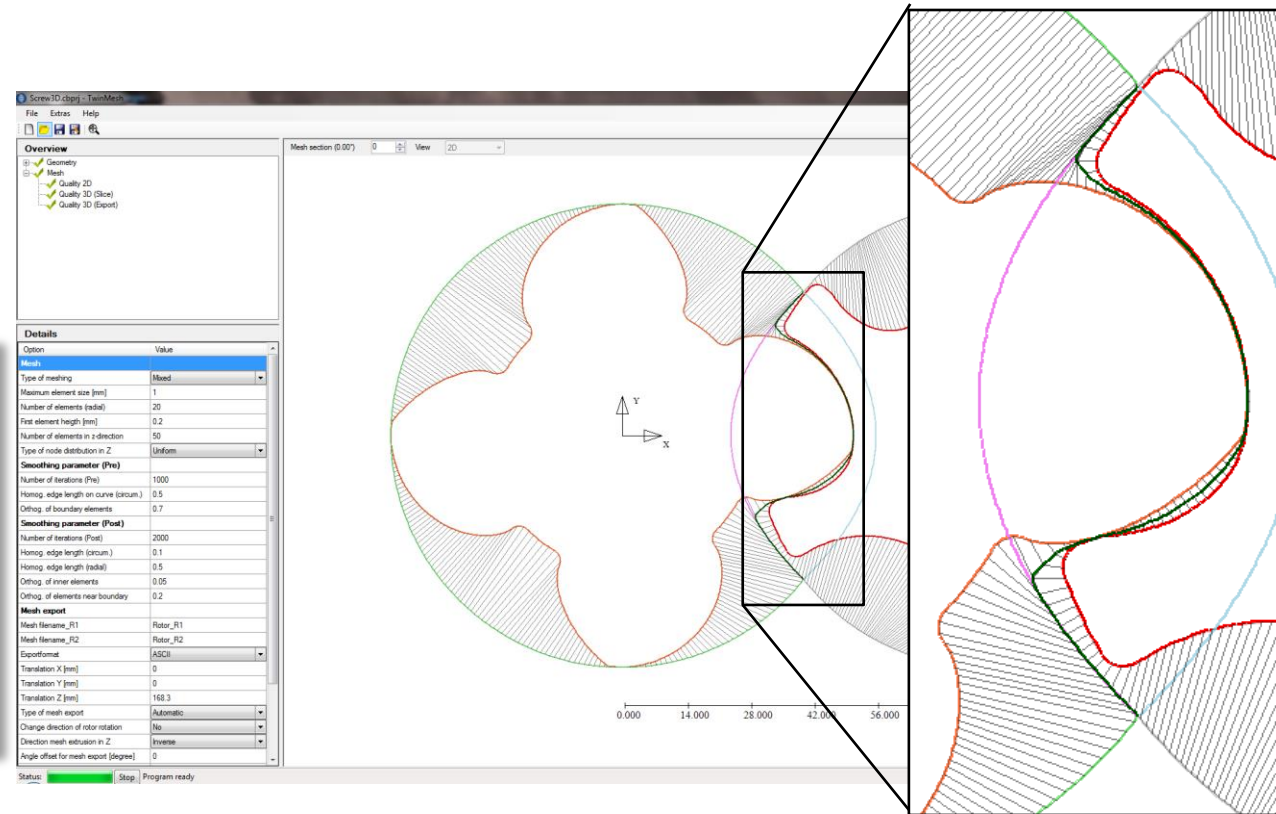 Screw3D.cbprj - TwinMesh
File Extras Help
Overview
Geometry
Mesh
Quality 2D
Quality 3D (Slice)
Quality 3D (Export)
Mesh section (0.00°) 0 View 2D
Details
Option Value
Mesh
Type of meshing Mixed
Maximum element size [mm] 1
Number of elements (radial) 20
First element heigth [mm] 0.2
Number of elements in z-direction 50
Type of node distribution in Z Uniform
Smoothing parameter (Pre)
Number of iterations (Pre) 1000
Homog. edge length on curve (circum.) 0.5
Orthog. of boundary elements 0.7
Smoothing parameter (Post)
Number of iterations (Post) 2000
Homog. edge length (circum.) 0.1
Homog. edge length (radial) 0.5
Orthog. of inner elements 0.05
Orthog. of elements near boundary 0.2
Mesh export
Mesh filename_R1 Rotor_R1
Mesh filename_R2 Rotor_R2
Exportformat ASCII
Translation X [mm] 0
Translation Y [mm] 0
Translation Z [mm] 168.3
Type of mesh export Automatic
Change direction of rotor rotation No
Direction mesh extrusion in Z Inverse
Angle offset for mesh export [degree] 0
Y
X
0.000 14.000 28.000 42.000 56.000
Status: Stop Program ready